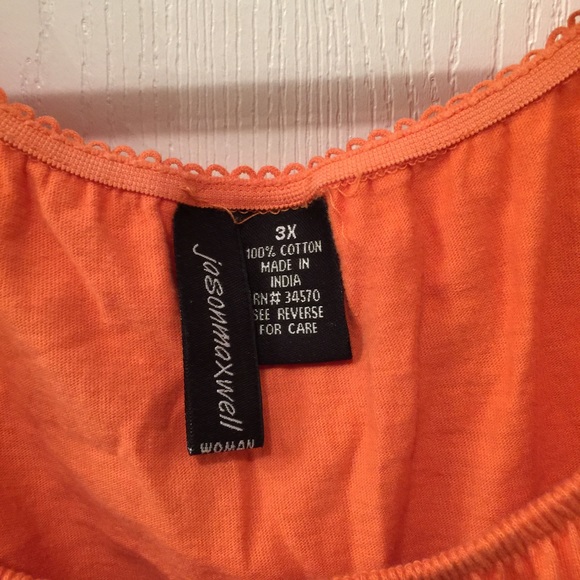 jasonmaxwell
WOMAN
3X
100% COTTON
MADE IN
INDIA
RN# 34570
SEE REVERSE
FOR CARE